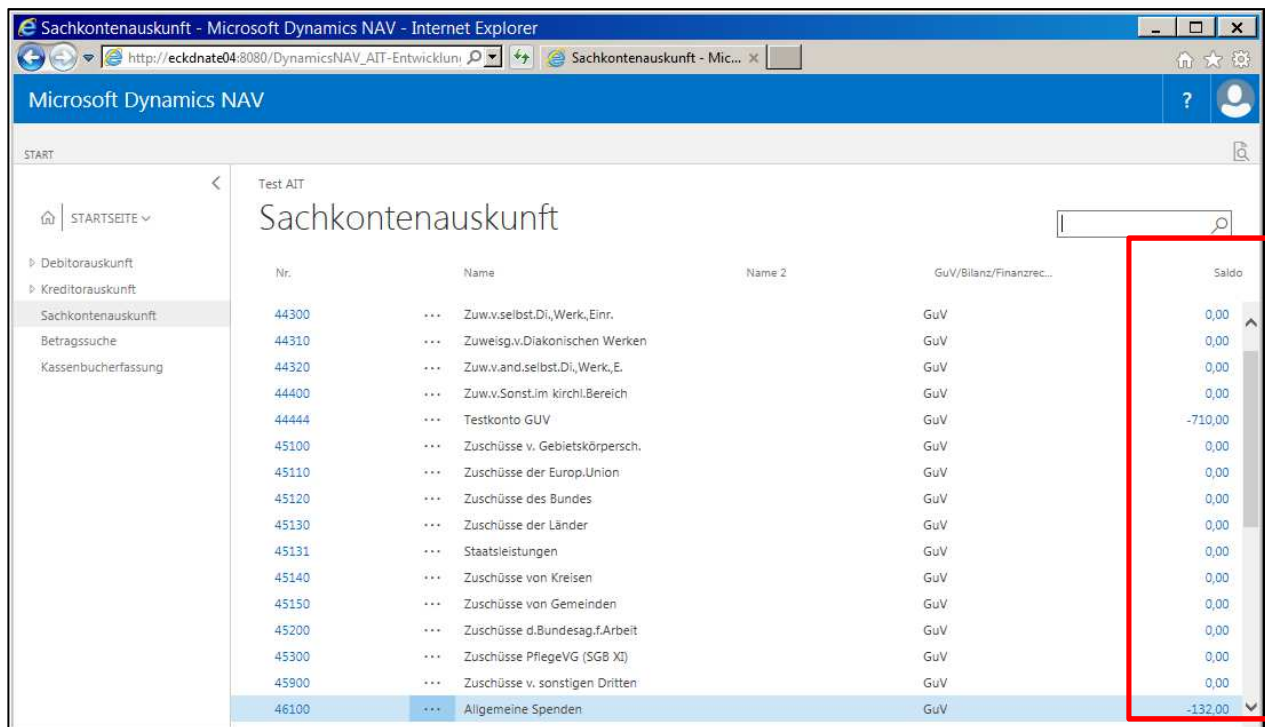 Sachkontenauskunft - Microsoft Dynamics NAV - Internet Explorer
http://eckdnate04:8080/DynamicsNAV_AIT-Entwicklun Sachkontenauskunft - Mic...
Microsoft Dynamics NAV ?
START
Test AIT
STARTSEITE
Sachkontenauskunft
Debitorauskunft
Kreditorauskunft
Sachkontenauskunft
Betragssuche
Kassenbucherfassung
Nr. Name Name 2 GuV/Bilanz/Finanzrec... Saldo
44300 ... Zuw.v.selbst.Di.,Werk.,Einr. GuV 0,00
44310 ... Zuweisg.v.Diakonischen Werken GuV 0,00
44320 ... Zuw.v.and.selbst.Di.,Werk.,E. GuV 0,00
44400 ... Zuw.v.Sonst.im kirchl.Bereich GuV 0,00
44444 ... Testkonto GUV GuV -710,00
45100 ... Zuschüsse v. Gebietskörpersch. GuV 0,00
45110 ... Zuschüsse der Europ.Union GuV 0,00
45120 ... Zuschüsse des Bundes GuV 0,00
45130 ... Zuschüsse der Länder GuV 0,00
45131 ... Staatsleistungen GuV 0,00
45140 ... Zuschüsse von Kreisen GuV 0,00
45150 ... Zuschüsse von Gemeinden GuV 0,00
45200 ... Zuschüsse d.Bundesag.f.Arbeit GuV 0,00
45300 ... Zuschüsse PflegeVG (SGB XI) GuV 0,00
45900 ... Zuschüsse v. sonstigen Dritten GuV 0,00
46100 ... Allgemeine Spenden GuV -132,00